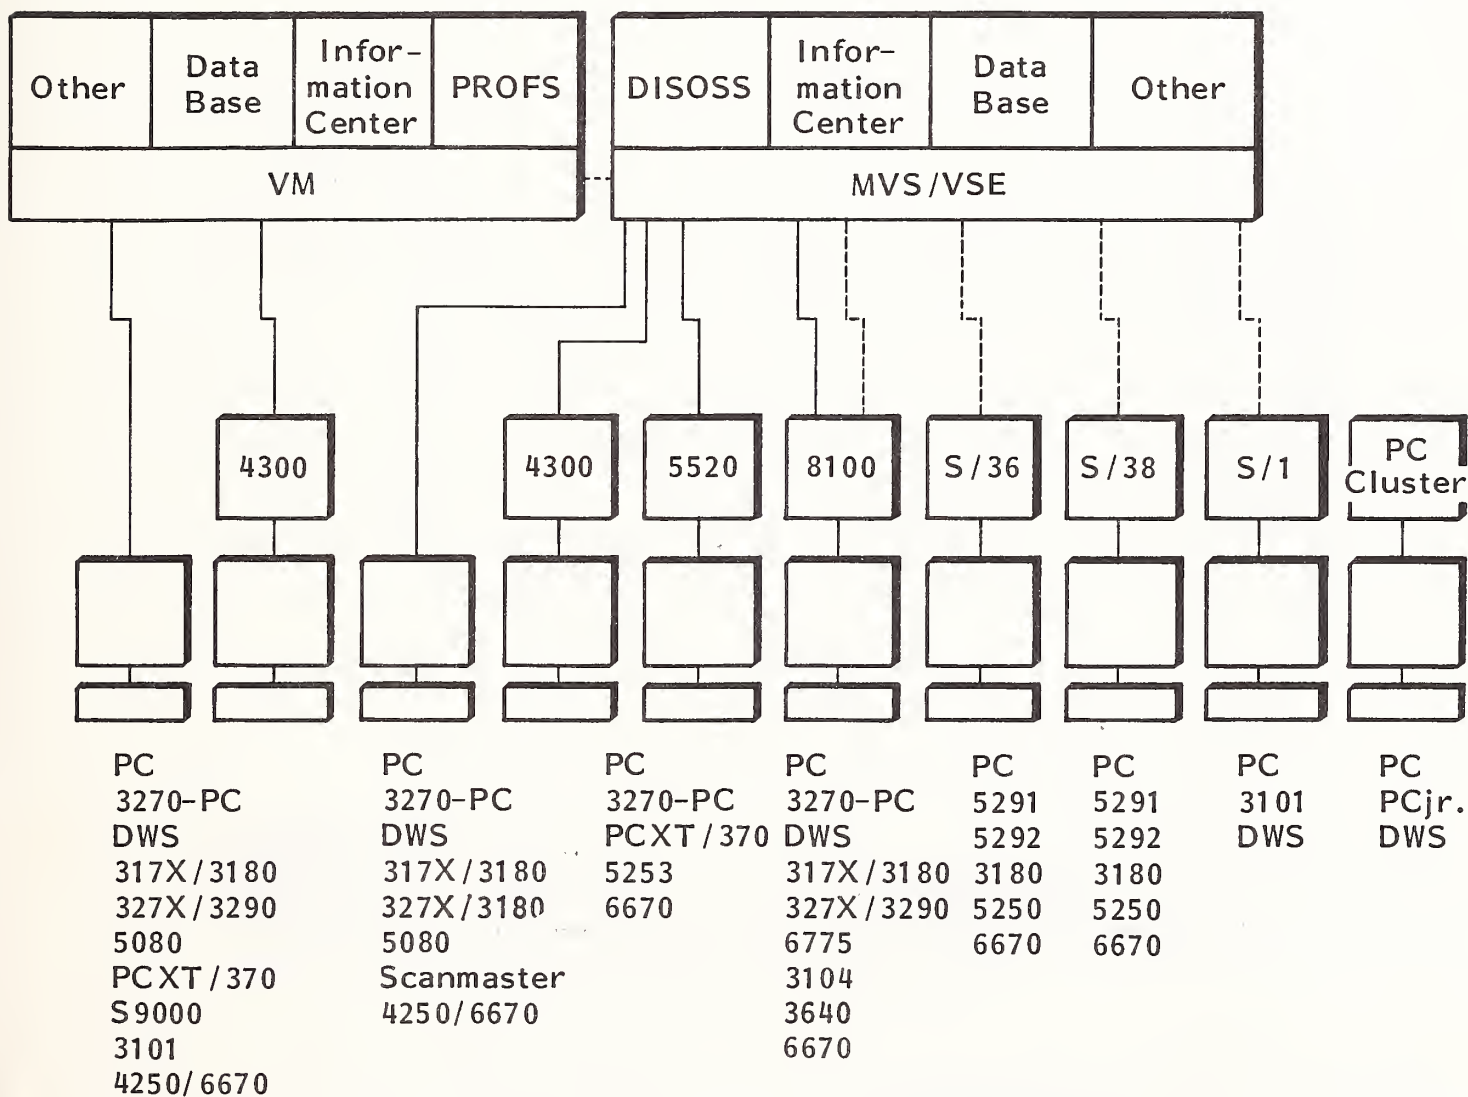 Other
Data
Base
Infor-
mation
Center
PROFS
DISOSS
Infor-
mation
Center
Data
Base
Other
VM
MVS/VSE
4300
4300
5520
8100
S/36
S/38
S/1
PC
Cluster
PC
3270-PC
DWS
317X/3180
327X/3290
5080
PCXT/370
S9000
3101
4250/6670
PC
3270-PC
DWS
317X/3180
327X/3180
5080
Scanmaster
4250/6670
PC
3270-PC
PCXT/370
5253
6670
PC
3270-PC
DWS
317X/3180
327X/3290
6775
3104
3640
6670
PC
5291
5292
3180
5250
6670
PC
5291
5292
3180
5250
6670
PC
3101
DWS
PC
PCjr.
DWS